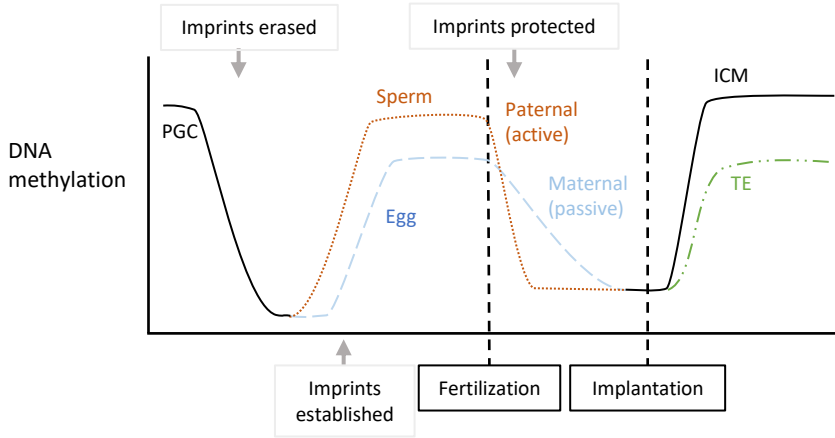 Imprints erased
Imprints protected
ICM
Sperm
Paternal
(active)
PGC
DNA
methylation
Maternal
(passive)
TE
Egg
Imprints
established
Fertilization
Implantation